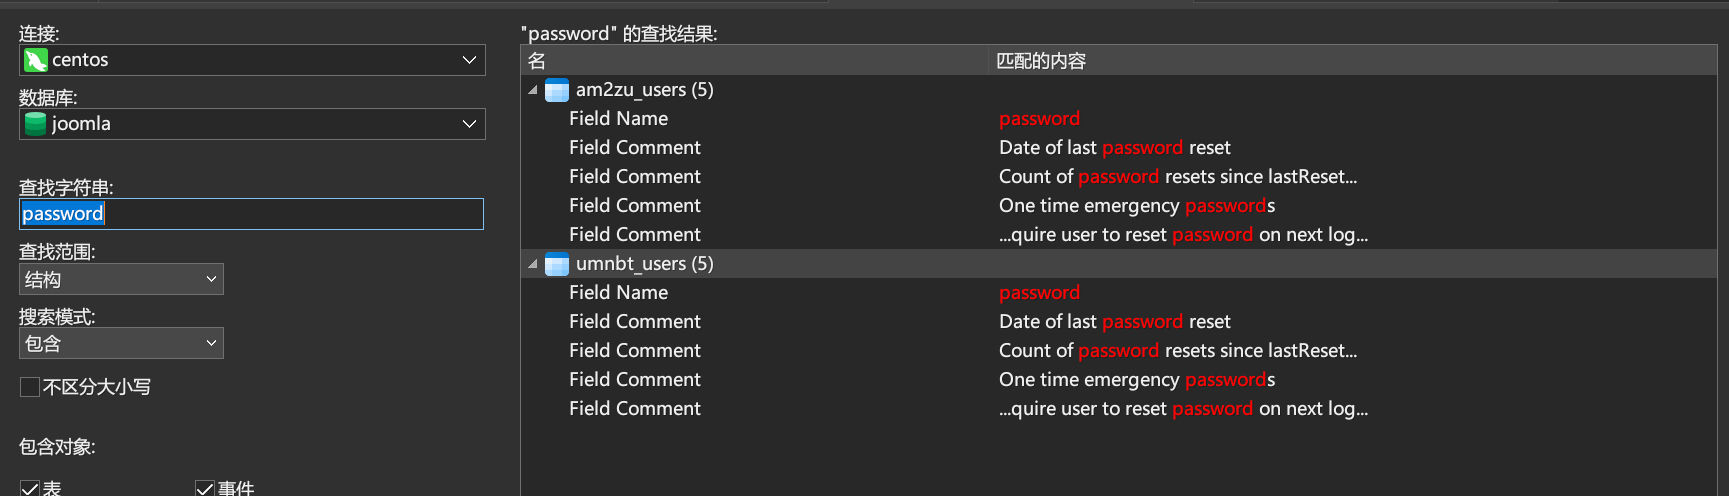 连接:
centos
数据库:
joomla
查找字符串:
password
查找范围:
结构
搜索模式:
包含
不区分大小写
包含对象:
表 事件
"password" 的查找结果:
名 匹配的内容
am2zu_users (5)
Field Name password
Field Comment Date of last password reset
Field Comment Count of password resets since lastReset...
Field Comment One time emergency passwords
Field Comment ...quire user to reset password on next log...
umnbt_users (5)
Field Name password
Field Comment Date of last password reset
Field Comment Count of password resets since lastReset...
Field Comment One time emergency passwords
Field Comment ...quire user to reset password on next log...